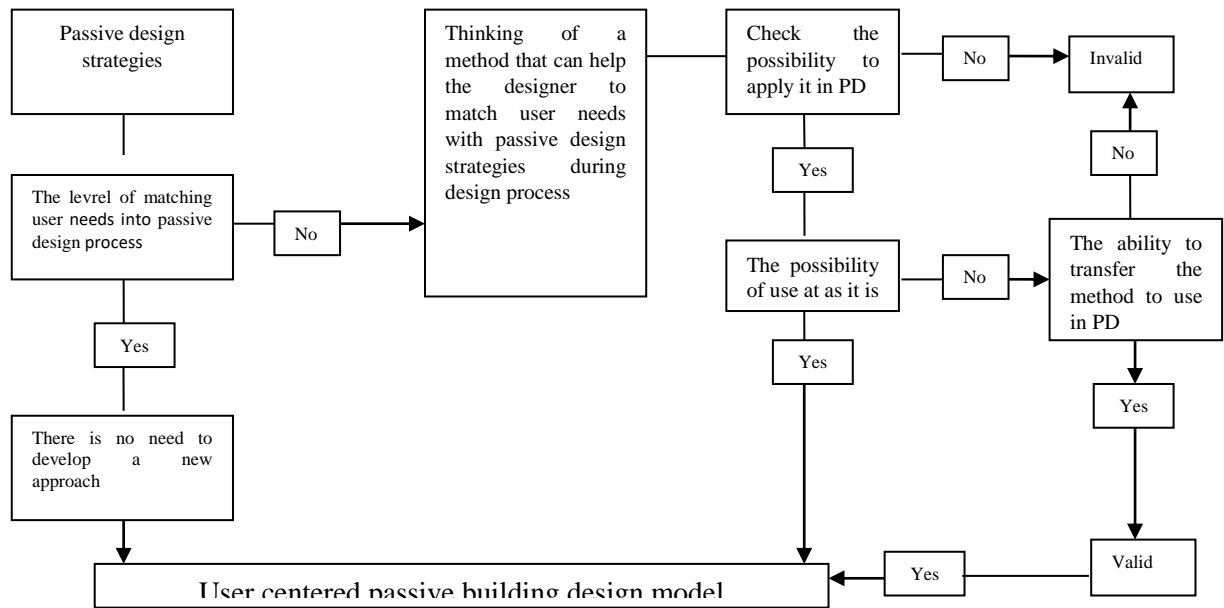 Passive design
strategies
The levrel of matching
user needs into passive
design process
No
Yes
There is no need to
develop a new
approach
Thinking of a
method that can help
the designer to
match user needs
with passive design
strategies during
design process
Check the
possibility to
apply it in PD
No
Invalid
Yes
No
The possibility
of use at as it is
No
The ability to
transfer the
method to use
in PD
Yes
Yes
Valid
Yes
User centered passive building design model